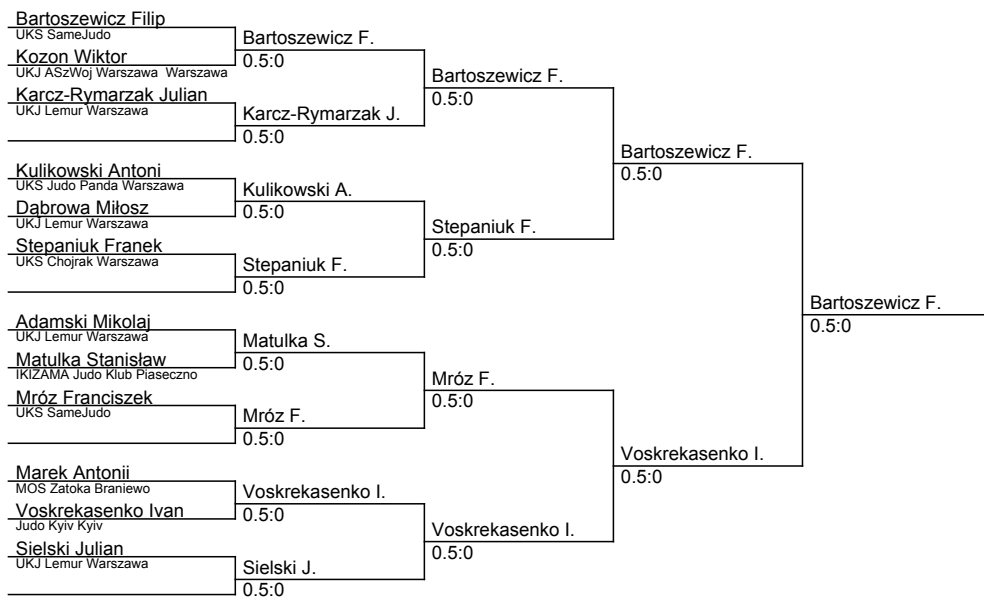 Bartoszewicz Filip
UKS SameJudo
Kozon Wiktor
UKJ ASzWoj Warszawa  Warszawa
Karcz-Rymarzak Julian
UKJ Lemur Warszawa
Kulikowski Antoni
UKS Judo Panda Warszawa
Dąbrowa Miłosz
UKJ Lemur Warszawa
Stepaniuk Franek
UKS Chojrak Warszawa
Adamski Mikolaj
UKJ Lemur Warszawa
Matulka Stanisław
IKIZAMA Judo Klub Piaseczno
Mróz Franciszek
UKS SameJudo
Marek Antonii
MOS Zatoka Braniewo
Voskrekasenko Ivan
Judo Kyiv Kyiv
Sielski Julian
UKJ Lemur Warszawa
Bartoszewicz F.
0.5:0
Karcz-Rymarzak J.
0.5:0
Kulikowski A.
0.5:0
Stepaniuk F.
0.5:0
Matulka S.
0.5:0
Mróz F.
0.5:0
Voskrekasenko I.
0.5:0
Sielski J.
0.5:0
Bartoszewicz F.
0.5:0
Stepaniuk F.
0.5:0
Mróz F.
0.5:0
Voskrekasenko I.
0.5:0
Bartoszewicz F.
0.5:0
Voskrekasenko I.
0.5:0
Bartoszewicz F.
0.5:0